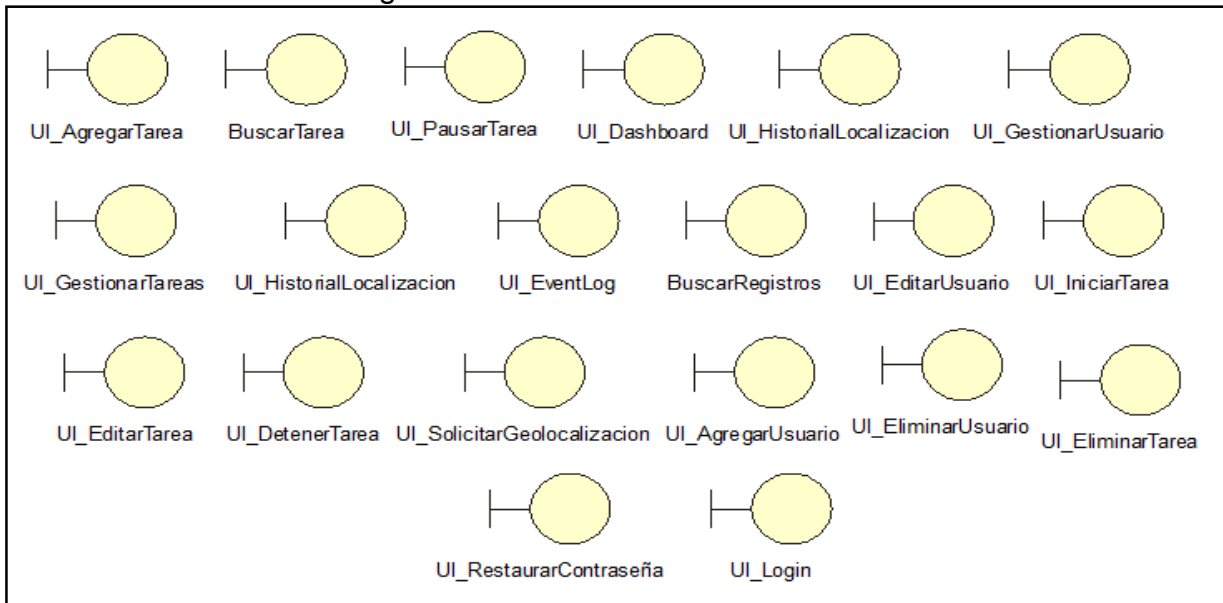 UI_AgregarTarea
BuscarTarea
UI_PausarTarea
UI_Dashboard
UI_HistorialLocalizacion
UI_GestionarUsuario
UI_GestionarTareas
UI_HistorialLocalizacion
UI_EventLog
BuscarRegistros
UI_EditarUsuario
UI_IniciarTarea
UI_EditarTarea
UI_DetenerTarea
UI_SolicitarGeolocalizacion
UI_AgregarUsuario
UI_EliminarUsuario
UI_EliminarTarea
UI_RestaurarContraseña
UI_Login